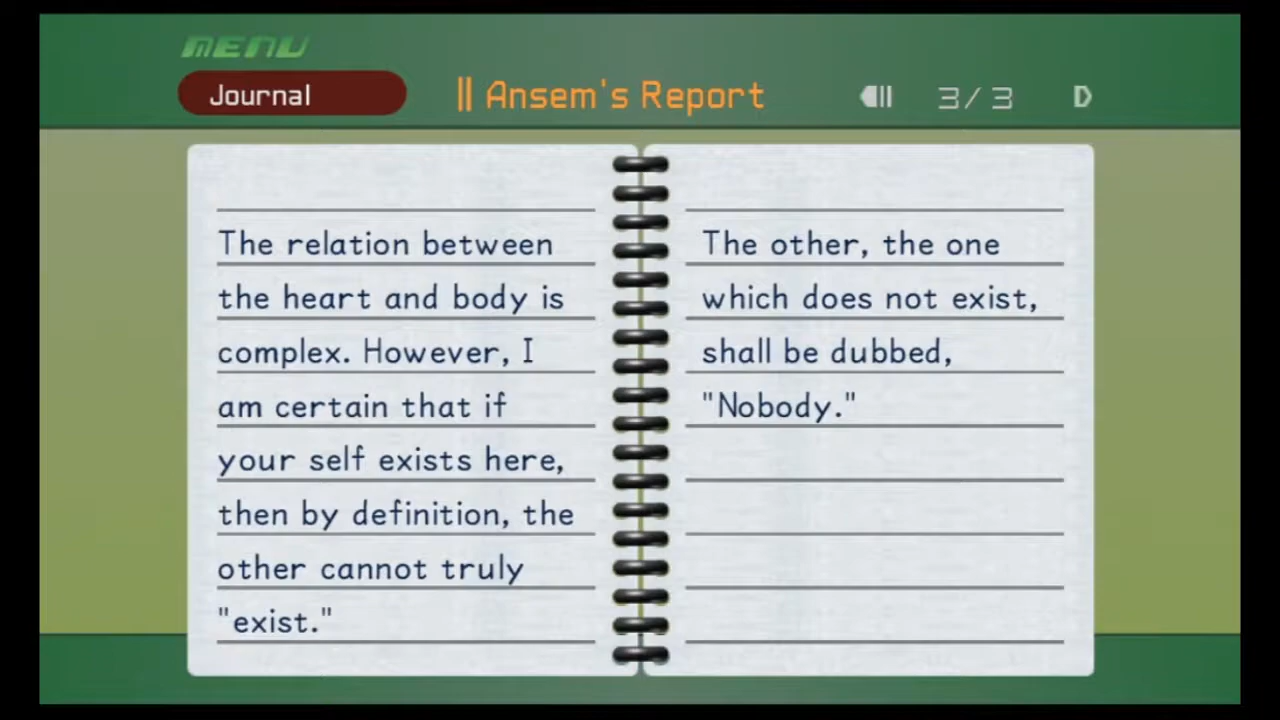 MENU
Journal
Ansem's Report
3/3
The relation between
the heart and body is
complex. However, I
am certain that if
your self exists here,
then by definition, the
other cannot truly
"exist."
The other, the one
which does not exist,
shall be dubbed,
"Nobody."